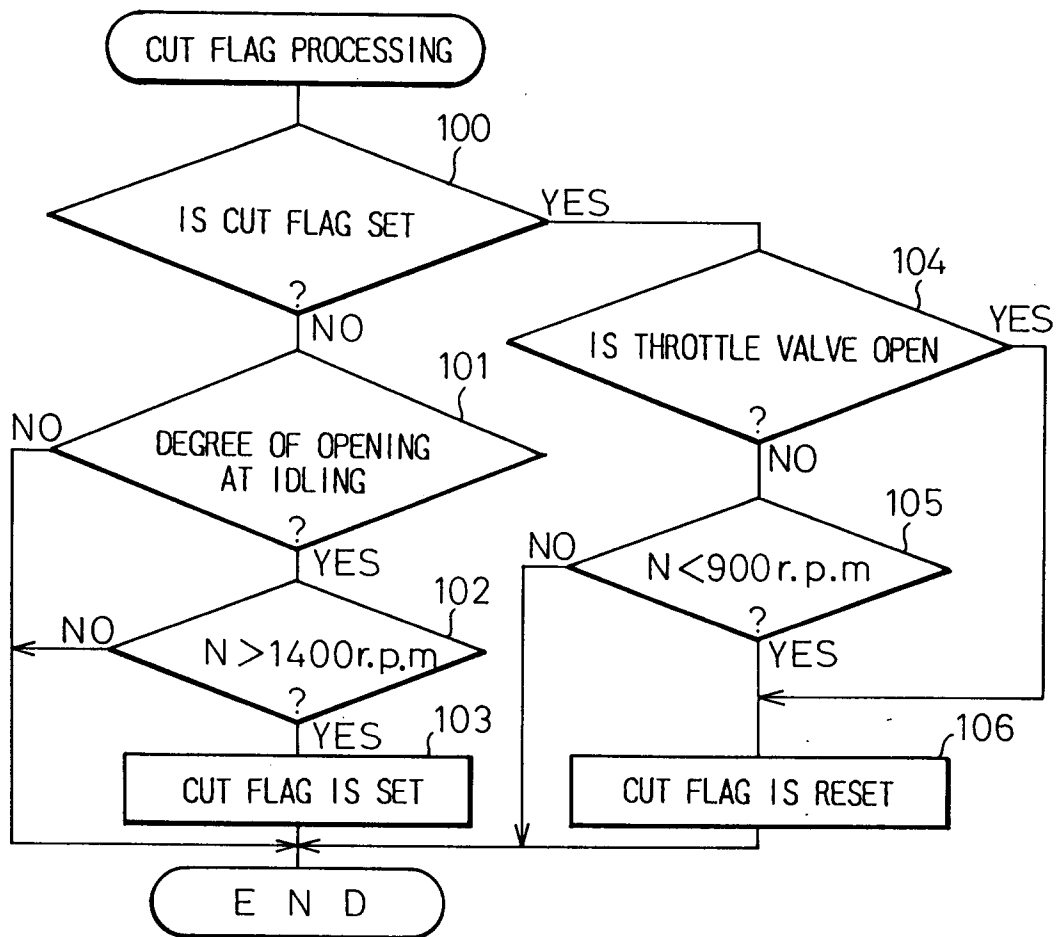 CUT FLAG PROCESSING
100
IS CUT FLAG SET
?
YES
NO
104
IS THROTTLE VALVE OPEN
?
YES
NO
101
DEGREE OF OPENING
AT IDLING
?
NO
YES
105
N<900r.p.m
?
NO
YES
102
N>1400r.p.m
?
NO
YES
103
CUT FLAG IS SET
106
CUT FLAG IS RESET
E N D